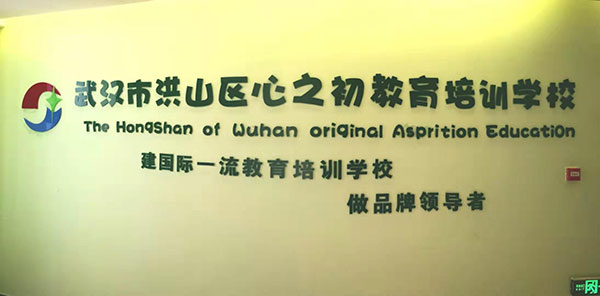 武汉市洪山区心之初教育培训学校
The HongShan of Wuhan original Asprition Education
建国际一流教育培训学校
做品牌领导者